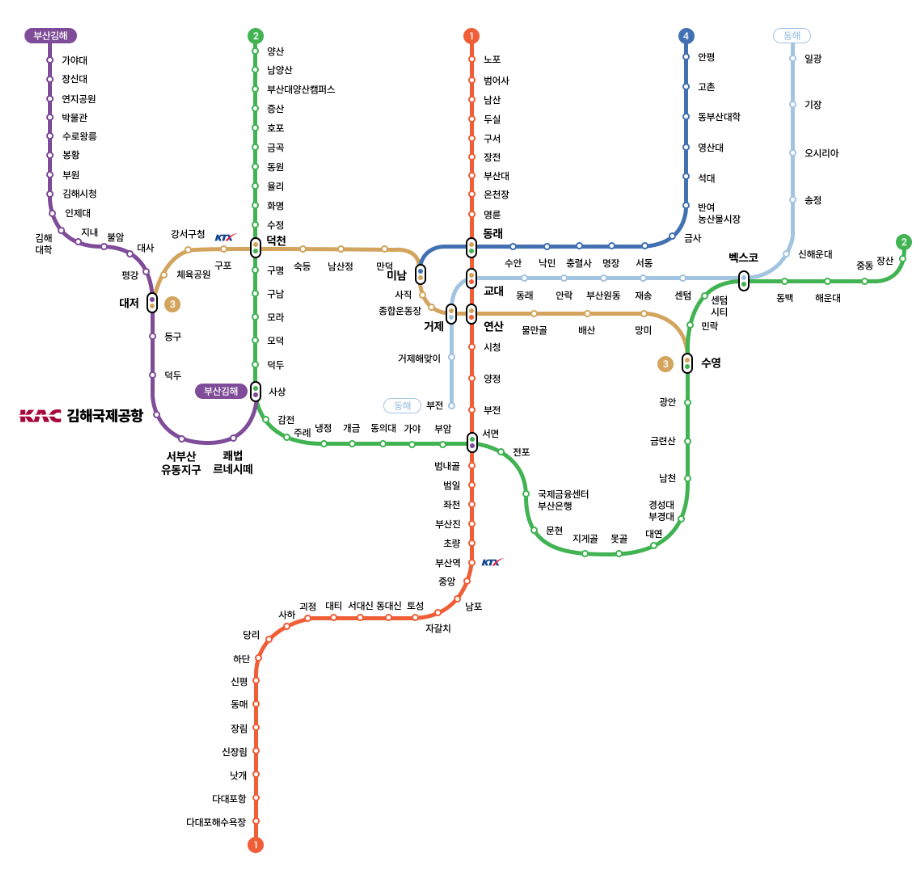 부산김해
2
1
4
동해
가야대
장신대
연지공원
박물관
수로왕릉
봉황
부원
김해시청
인제대
김해
대학
지내
불암
대사
평강
대저
3
등구
덕두
KAC 김해국제공항
서부산
유동지구
쾌법
르네시떼
부산김해
사상
강서구청
체육공원
KTX
구포
덕천
숙등
남산정
만덕
미남
사직
종합운동장
거제
양산
남양산
부산대양산캠퍼스
증산
호포
금곡
동원
율리
화명
수정
구명
구남
모라
모덕
덕두
감전
주례
냉정
개금
동의대
가야
부암
서면
노포
범어사
남산
두실
구서
장전
부산대
온천장
명륜
동래
교대
연산
시청
양정
부전
거제해맞이
동해
부전
안평
고촌
동부산대학
영산대
석대
반여
농산물시장
금사
수안
낙민
충렬사
명장
서동
동래
안락
부산원동
재송
센텀
벡스코
일광
기장
오시리아
송정
신해운대
2
장산
중동
해운대
동백
센텀
시티
민락
물만골
배산
망미
3
수영
광안
금련산
남천
경성대
부경대
대연
못골
지게골
문현
국제금융센터
부산은행
전포
범내골
범일
좌천
부산진
초량
부산역
KTX
중앙
남포
자갈치
토성
동대신
서대신
대티
괴정
사하
당리
하단
신평
동매
장림
신장림
낫개
다대포항
다대포해수욕장
1